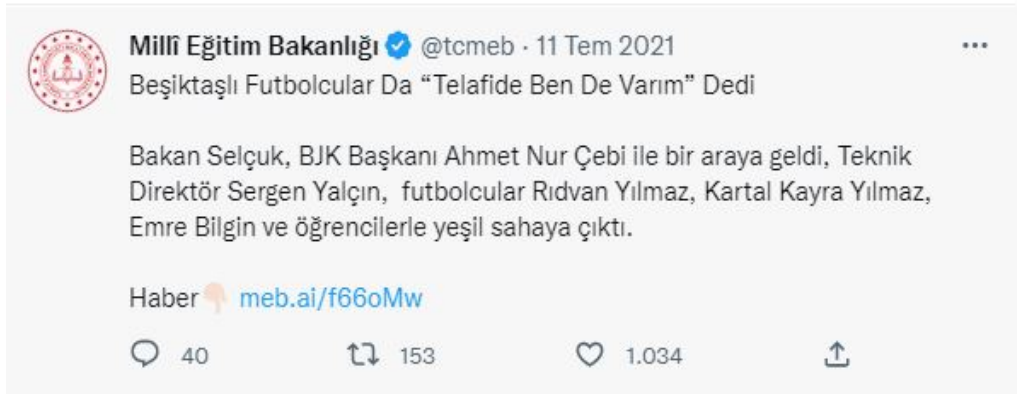 Millî Eğitim Bakanlığı @tcmeb · 11 Tem 2021
Beşiktaşlı Futbolcular Da “Telafide Ben De Varım” Dedi
Bakan Selçuk, BJK Başkanı Ahmet Nur Çebi ile bir araya geldi, Teknik
Direktör Sergen Yalçın, futbolcular Rıdvan Yılmaz, Kartal Kayra Yılmaz,
Emre Bilgin ve öğrencilerle yeşil sahaya çıktı.
Haber👇🏻 meb.ai/f66oMw
40 153 1.034